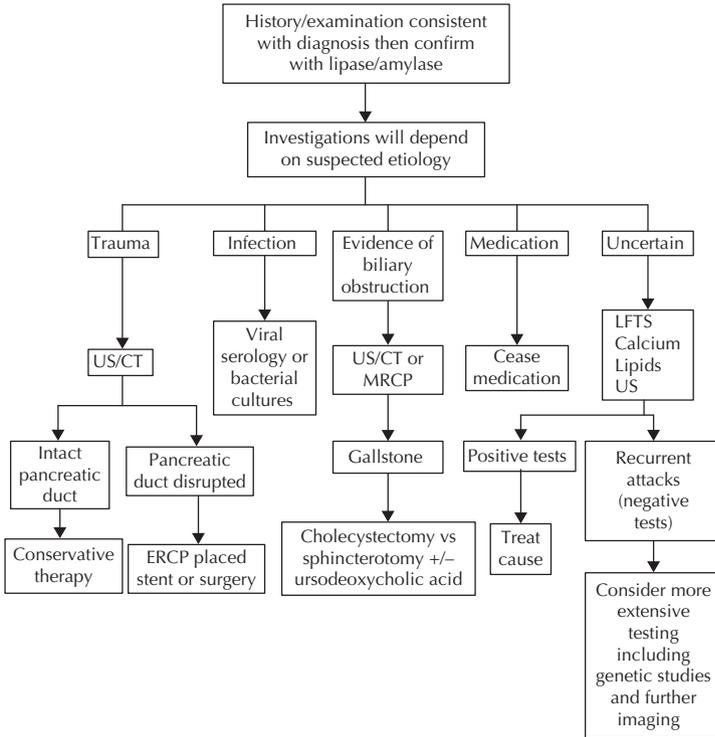 History/examination consistent
with diagnosis then confirm
with lipase/amylase
Investigations will depend
on suspected etiology
Trauma
Infection
Evidence of
biliary
obstruction
Medication
Uncertain
US/CT
Viral
serology or
bacterial
cultures
US/CT or
MRCP
Cease
medication
LFTS
Calcium
Lipids
US
Intact
pancreatic
duct
Pancreatic
duct disrupted
Gallstone
Positive tests
Recurrent
attacks
(negative
tests)
Conservative
therapy
ERCP placed
stent or surgery
Cholecystectomy vs
sphincterotomy +/–
ursodeoxycholic acid
Treat
cause
Consider more
extensive
testing
including
genetic studies
and further
imaging